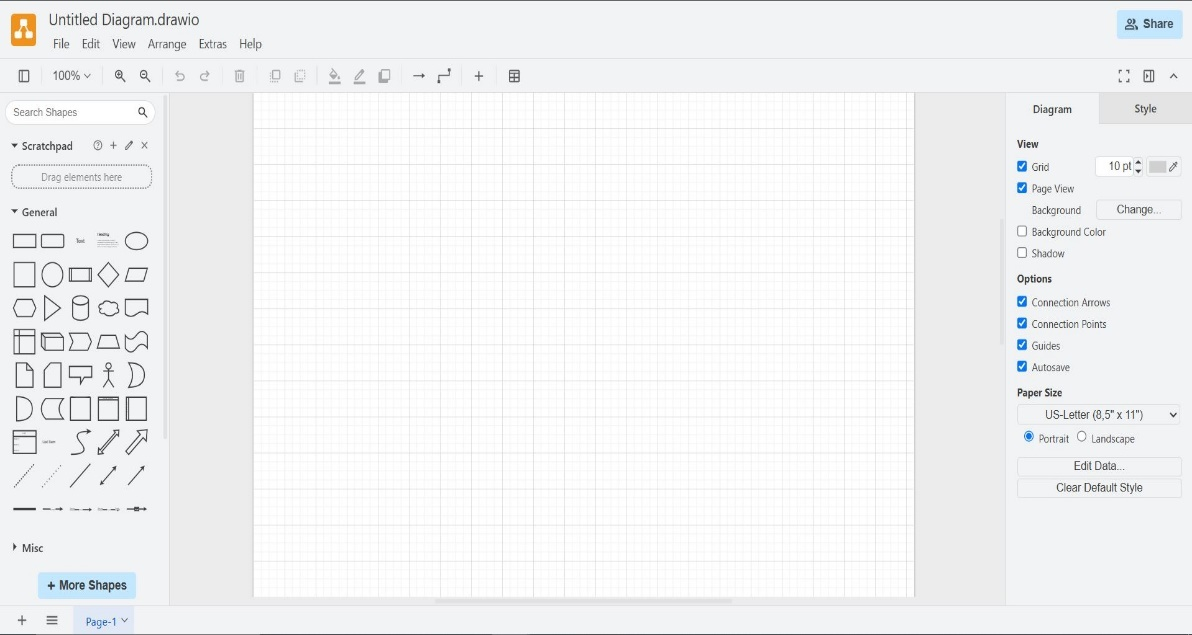 Untitled Diagram.drawio
Share
File Edit View Arrange Extras Help
100%
Search Shapes
Scratchpad
Drag elements here
General
Text
Heading
Misc
+ More Shapes
Page-1
Diagram Style
View
Grid 10 pt
Page View
Background Change...
Background Color
Shadow
Options
Connection Arrows
Connection Points
Guides
Autosave
Paper Size
US-Letter (8,5" x 11")
Portrait Landscape
Edit Data...
Clear Default Style